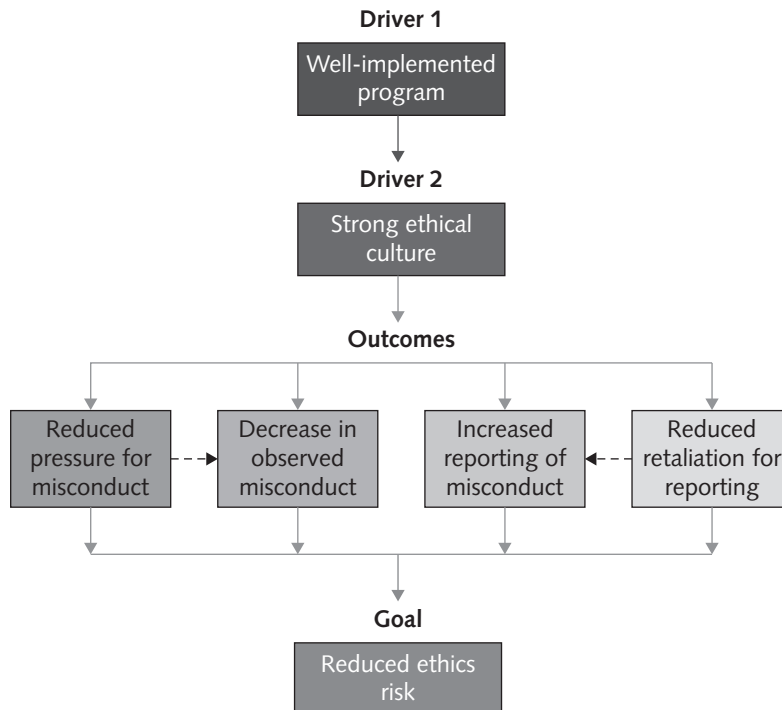 Driver 1
Well-implemented
program
Driver 2
Strong ethical
culture
Outcomes
Reduced
pressure for
misconduct
Decrease in
observed
misconduct
Increased
reporting of
misconduct
Reduced
retaliation for
reporting
Goal
Reduced ethics
risk